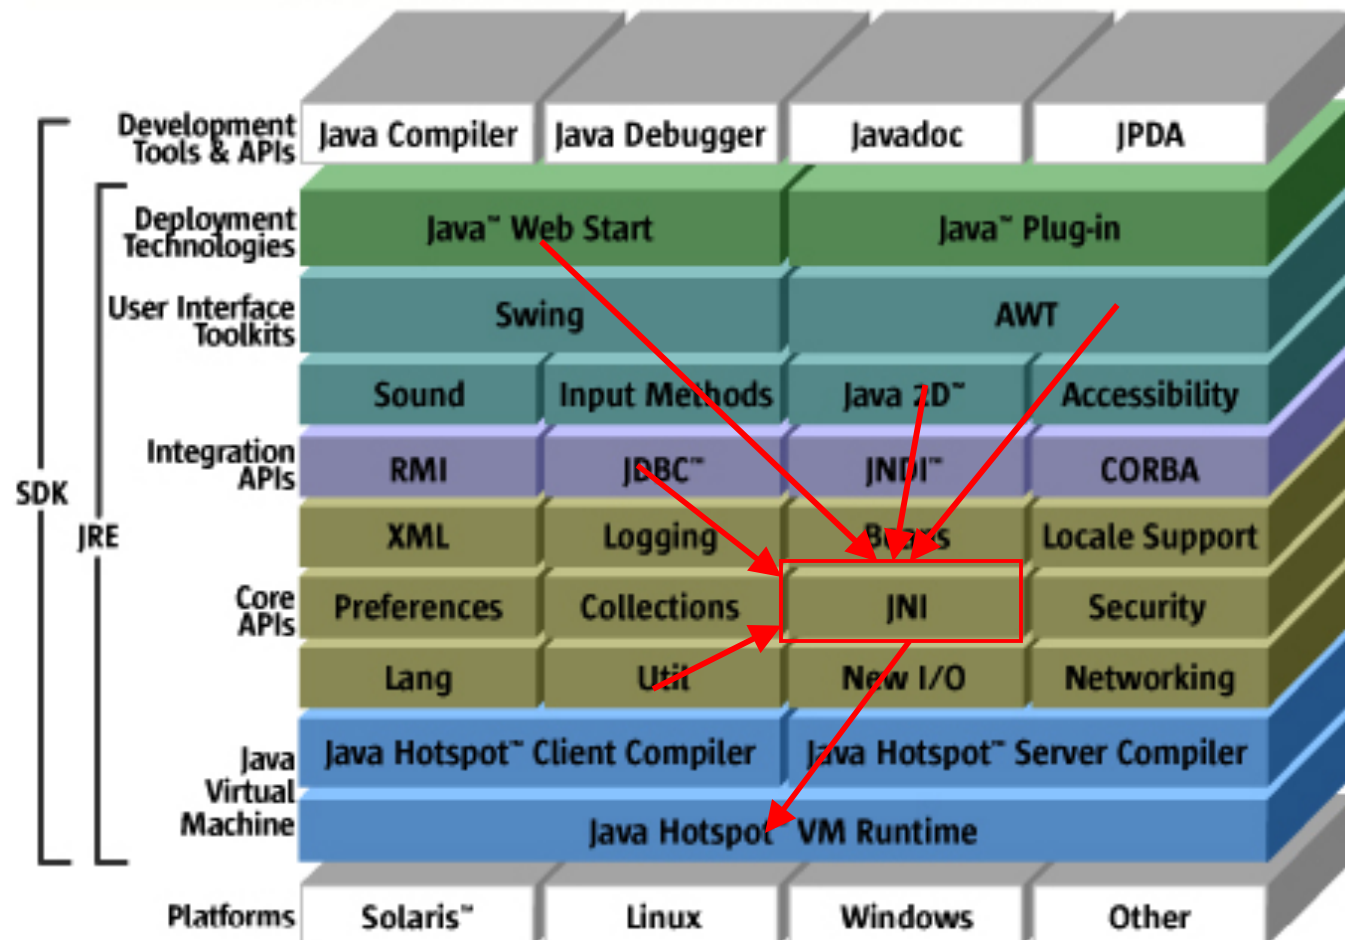 Development
Tools & APIs
Java Compiler
Java Debugger
Javadoc
JPDA
Deployment
Technologies
Java™ Web Start
Java™ Plug-in
User Interface
Toolkits
Swing
AWT
Sound
Input Methods
Java 2D™
Accessibility
Integration
APIs
RMI
JDBC™
JNDI™
CORBA
SDK
JRE
XML
Logging
Beans
Locale Support
Core
APIs
Preferences
Collections
JNI
Security
Lang
Util
New I/O
Networking
Java
Virtual
Machine
Java Hotspot™ Client Compiler
Java Hotspot™ Server Compiler
Java Hotspot™ VM Runtime
Platforms
Solaris™
Linux
Windows
Other